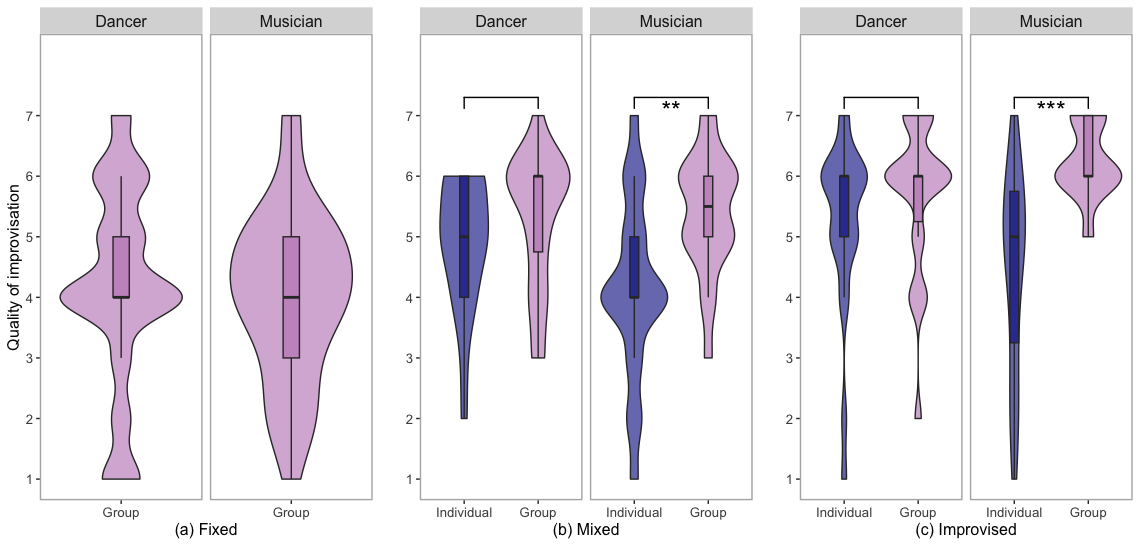 Dancer Musician Dancer Musician Dancer Musician
Quality of improvisation
7 7 ** 7 ***
6 6 6
5 5 5
4 4 4
3 3 3
2 2 2
1 1 1
Group Group Individual Group Individual Group Individual Group Individual Group
(a) Fixed (b) Mixed (c) Improvised